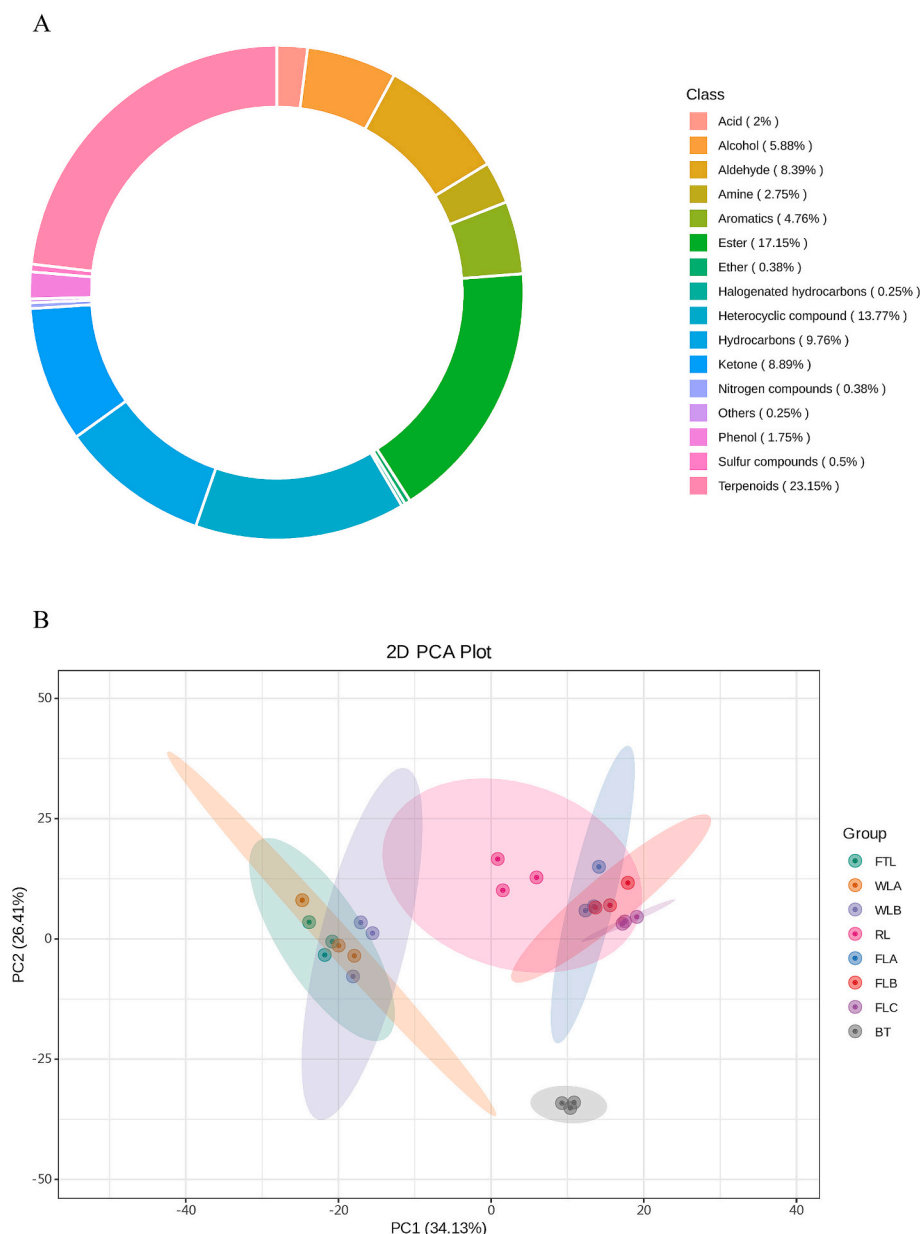 A
Class
Acid ( 2% )
Alcohol ( 5.88% )
Aldehyde ( 8.39% )
Amine ( 2.75% )
Aromatics ( 4.76% )
Ester ( 17.15% )
Ether ( 0.38% )
Halogenated hydrocarbons ( 0.25% )
Heterocyclic compound ( 13.77% )
Hydrocarbons ( 9.76% )
Ketone ( 8.89% )
Nitrogen compounds ( 0.38% )
Others ( 0.25% )
Phenol ( 1.75% )
Sulfur compounds ( 0.5% )
Terpenoids ( 23.15% )
B
2D PCA Plot
50
25
0
-25
-50
PC2 (26.41%)
-40
-20
0
20
40
PC1 (34.13%)
Group
FTL
WLA
WLB
RL
FLA
FLB
FLC
BT